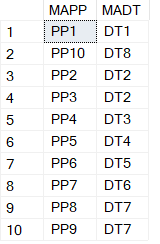 MAPP MADT
1 PP1 DT1
2 PP10 DT8
3 PP2 DT2
4 PP3 DT2
5 PP4 DT3
6 PP5 DT4
7 PP6 DT5
8 PP7 DT6
9 PP8 DT7
10 PP9 DT7